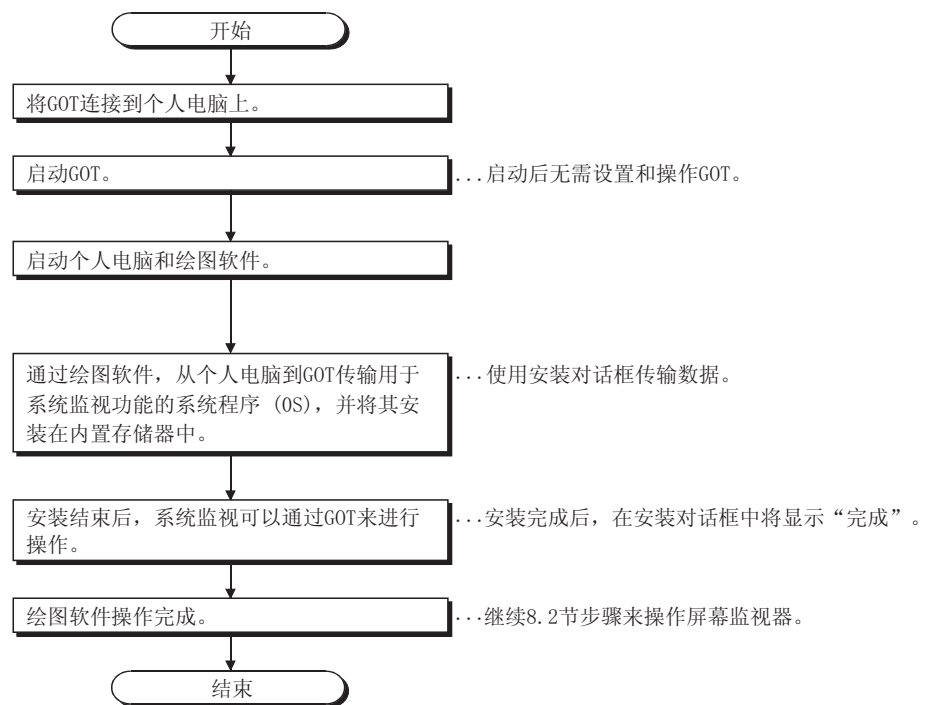 开始
将GOT连接到个人电脑上。
启动GOT。
...启动后无需设置和操作GOT。
启动个人电脑和绘图软件。
通过绘图软件，从个人电脑到GOT传输用于
系统监视功能的系统程序 (OS)，并将其安
装在内置存储器中。
...使用安装对话框传输数据。
安装结束后，系统监视可以通过GOT来进行
操作。
...安装完成后，在安装对话框中将显示“完成”。
绘图软件操作完成。
...继续8.2节步骤来操作屏幕监视器。
结束